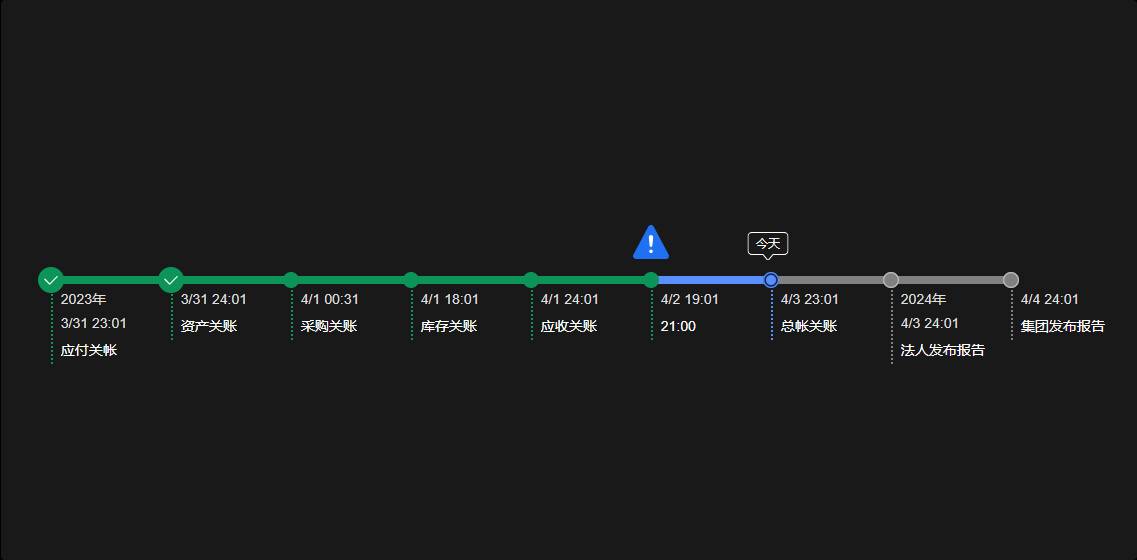 今天
2023年
3/31 23:01
应付关帐
3/31 24:01
资产关账
4/1 00:31
采购关账
4/1 18:01
库存关账
4/1 24:01
应收关账
4/2 19:01
21:00
4/3 23:01
总帐关账
2024年
4/3 24:01
法人发布报告
4/4 24:01
集团发布报告